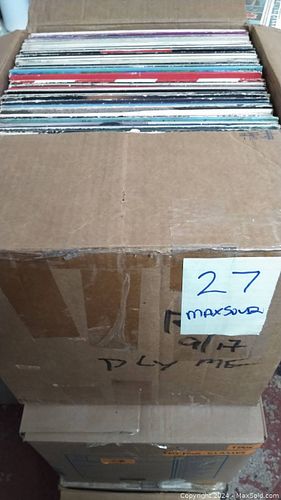 27
MAXSOLD
9/17
PLY ME
Copyright 2024 - MaxSold.com